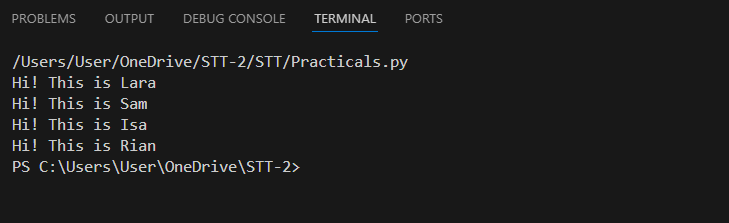 PROBLEMS OUTPUT DEBUG CONSOLE TERMINAL PORTS
/Users/User/OneDrive/STT-2/STT/Practicals.py
Hi! This is Lara
Hi! This is Sam
Hi! This is Isa
Hi! This is Rian
PS C:\Users\User\OneDrive\STT-2>